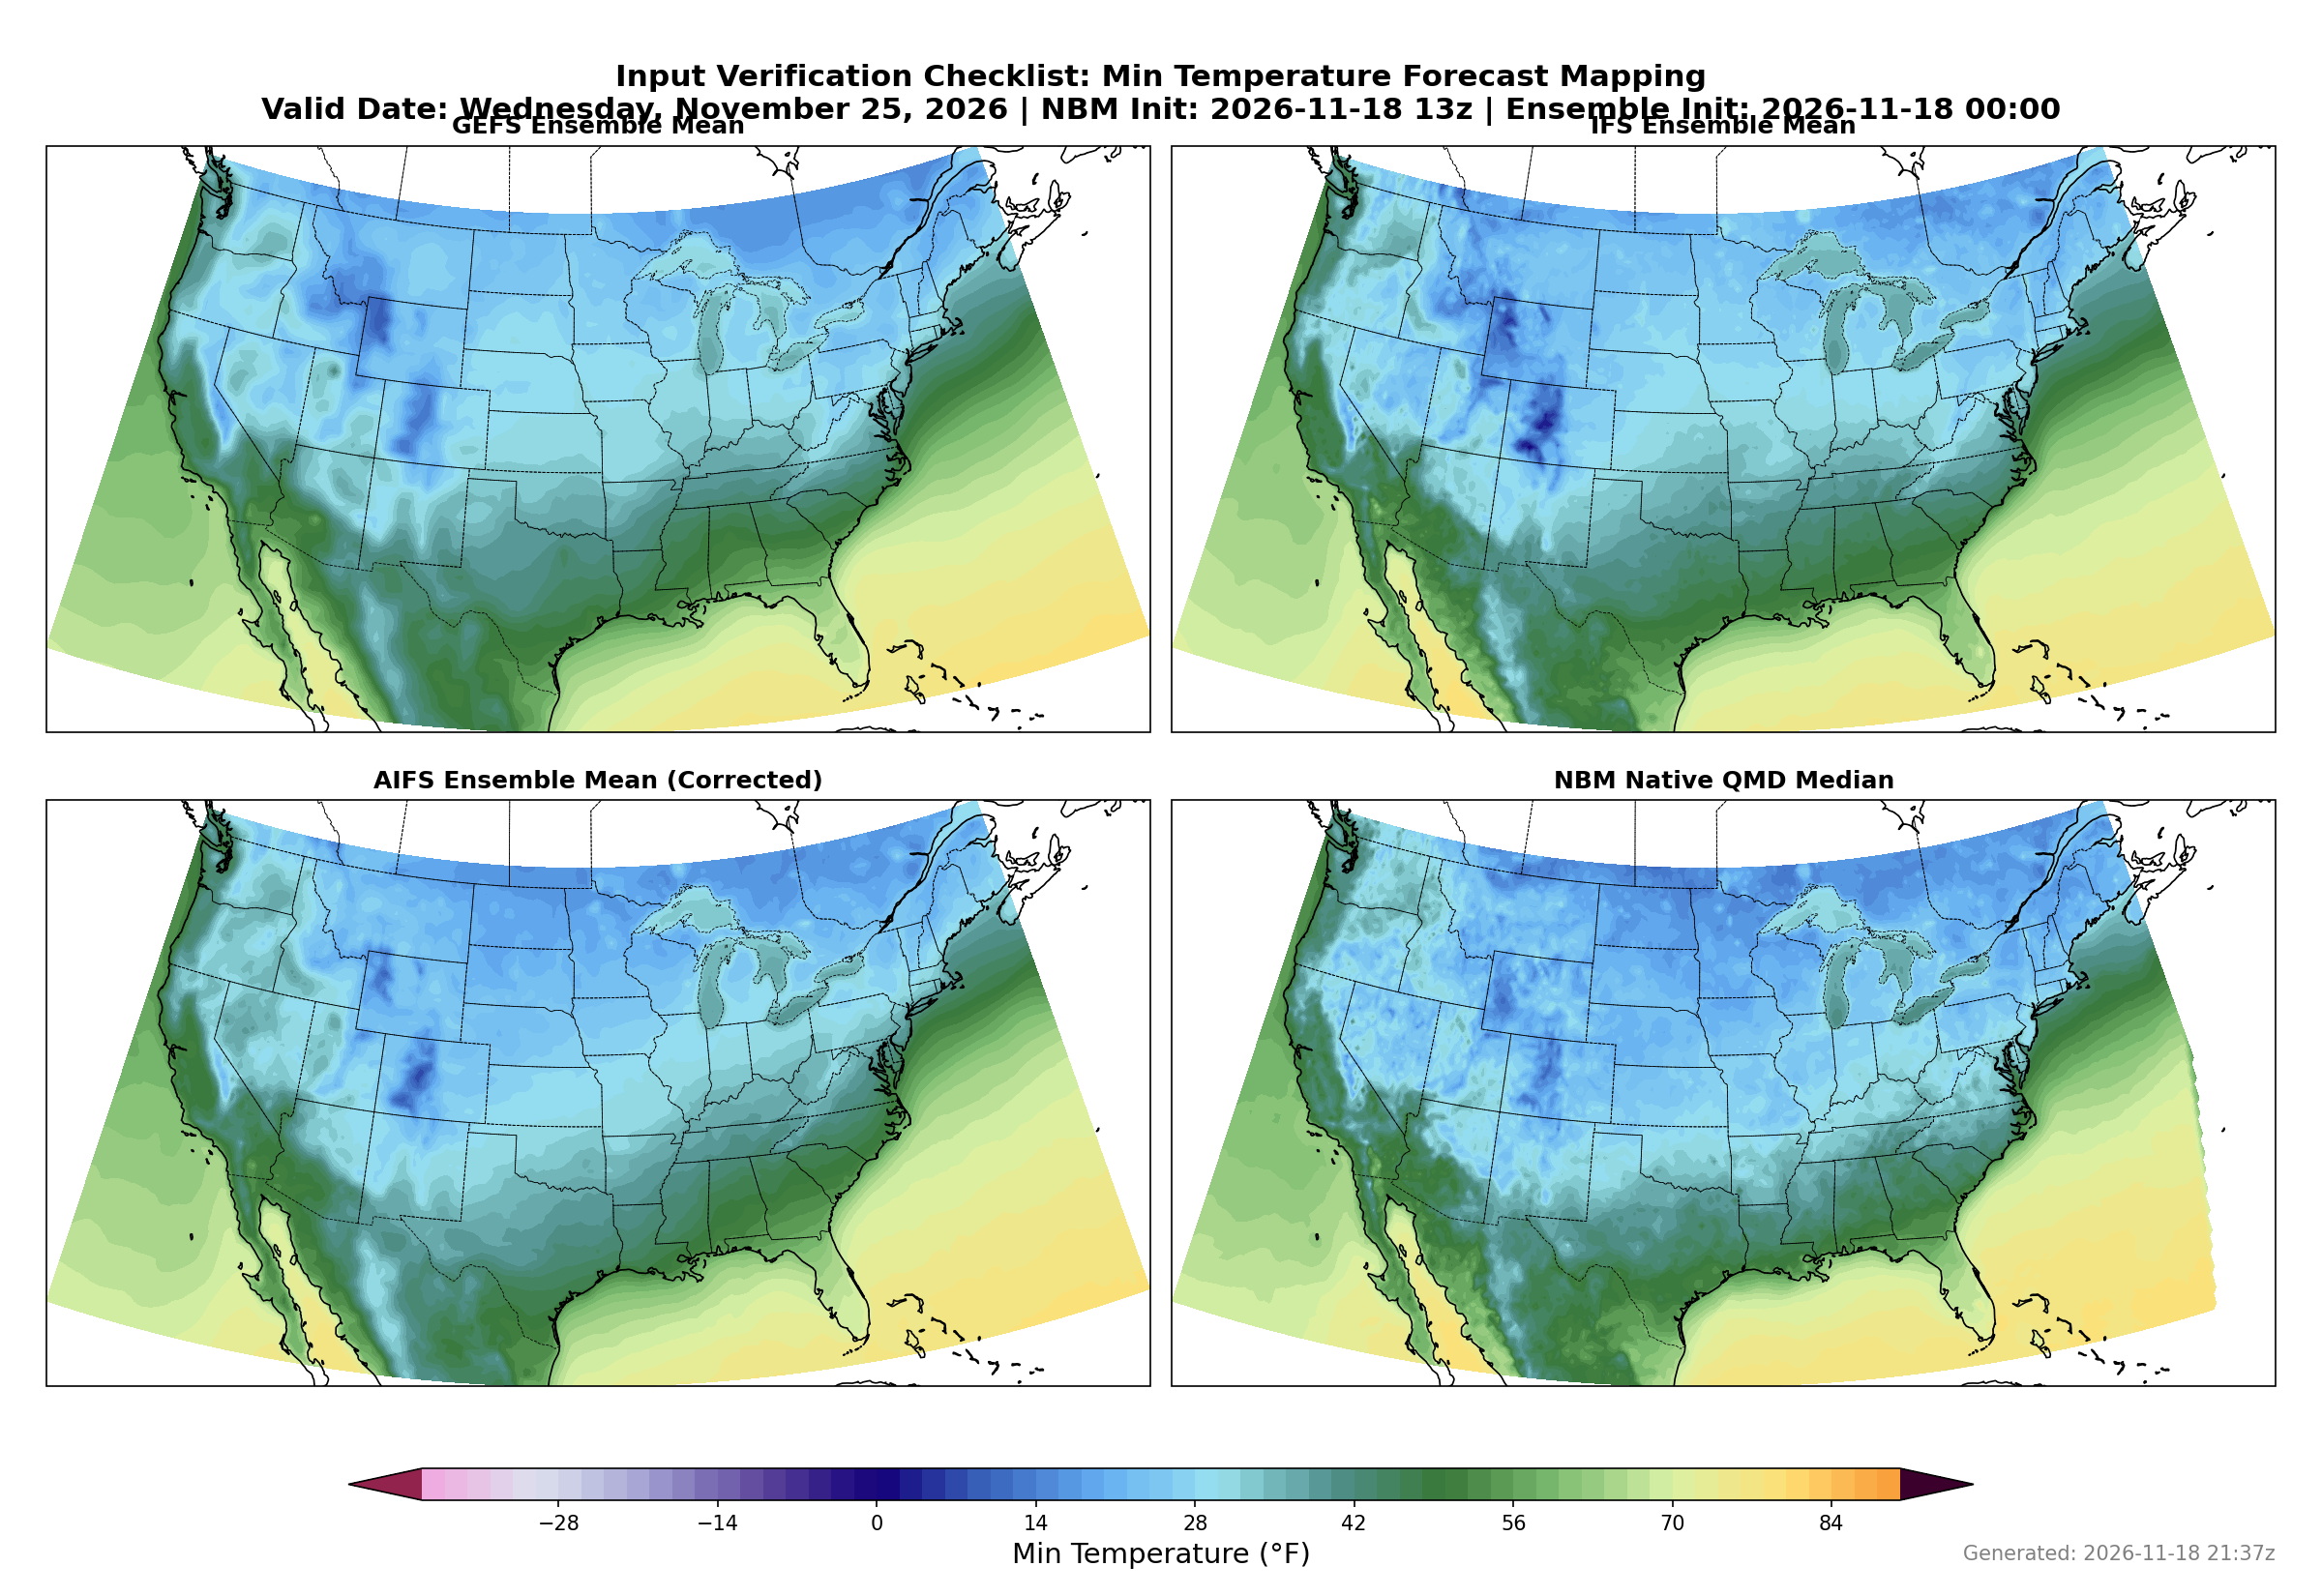 Input Verification Checklist: Min Temperature Forecast Mapping
Valid Date: Wednesday, November 25, 2026 | NBM Init: 2026-11-18 13z | Ensemble Init: 2026-11-18 00:00
GEFS Ensemble Mean
IFS Ensemble Mean
AIFS Ensemble Mean (Corrected)
NBM Native QMD Median
−28 −14 0 14 28 42 56 70 84
Min Temperature (°F)
Generated: 2026-11-18 21:37z